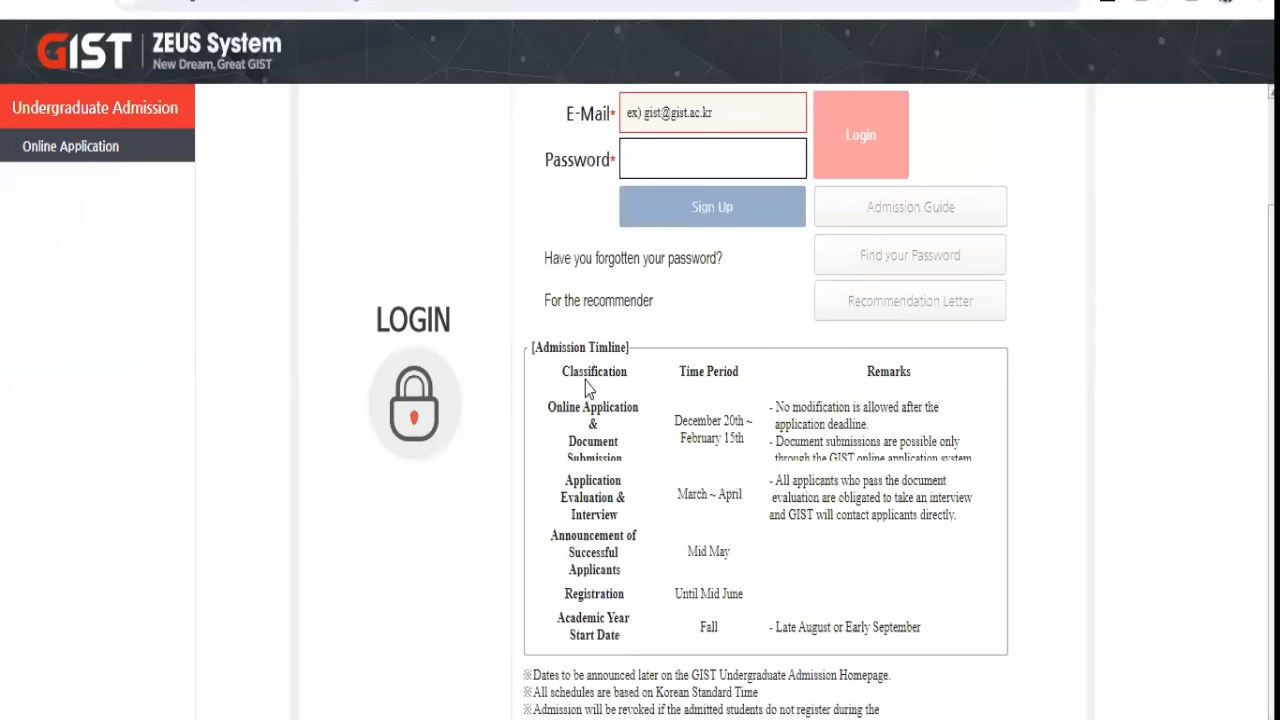 GIST
ZEUS System
New Dream, Great GIST
Undergraduate Admission
Online Application
E-Mail*
ex) gist@gist.ac.kr
Login
Password*
Sign Up
Admission Guide
Have you forgotten your password?
Find your Password
For the recommender
Recommendation Letter
LOGIN
[Admission Timline]
Classification
Time Period
Remarks
Online Application
&
Document
Submission
December 20th ~
February 15th
- No modification is allowed after the
application deadline.
- Document submissions are possible only
through the GIST online application system
Application
Evaluation &
Interview
March ~ April
- All applicants who pass the document
evaluation are obligated to take an interview
and GIST will contact applicants directly.
Announcement of
Successful
Applicants
Mid May
Registration
Until Mid June
Academic Year
Start Date
Fall
- Late August or Early September
※Dates to be announced later on the GIST Undergraduate Admission Homepage.
※All schedules are based on Korean Standard Time
※Admission will be revoked if the admitted students do not register during the